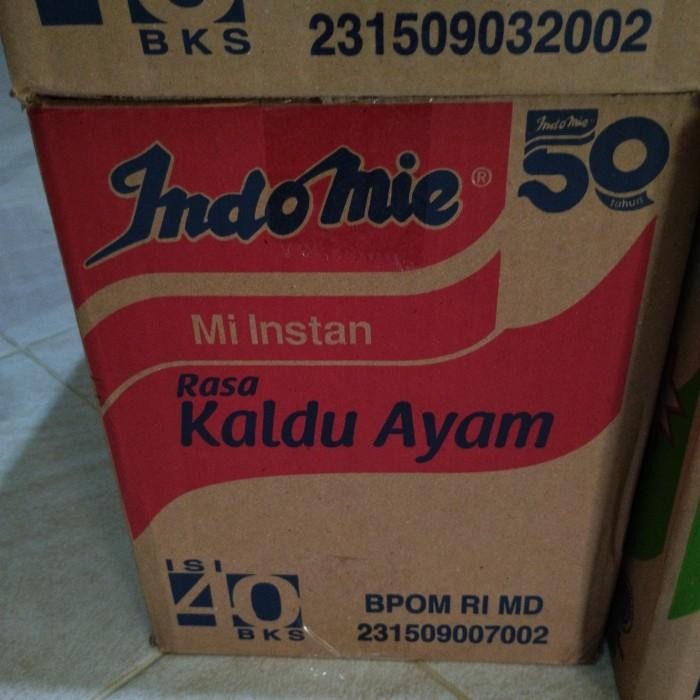 BKS
231509032002
IndoMie®
IndoMie
50
tahun
Mi Instan
Rasa
Kaldu Ayam
ISI
40
BKS
BPOM RI MD
231509007002